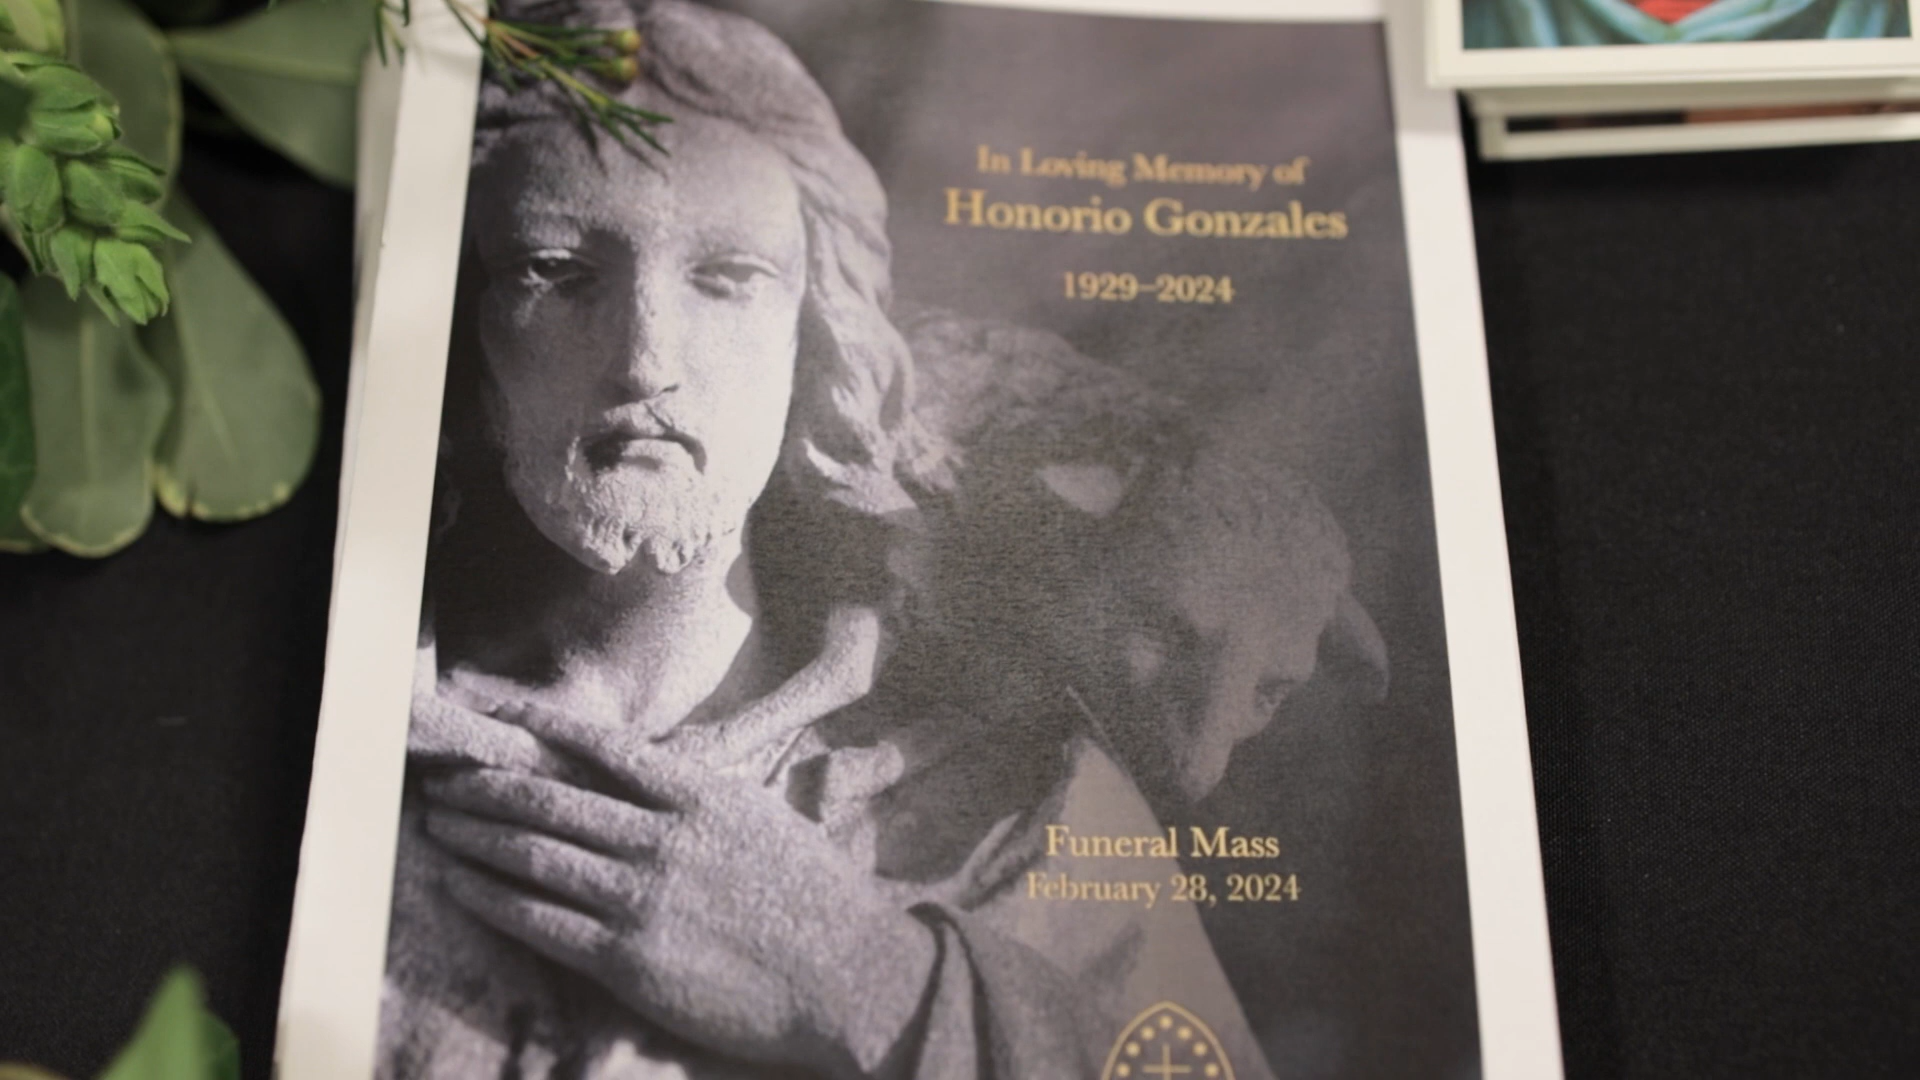 In Loving Memory of
Honorio Gonzales
1929–2024
Funeral Mass
February 28, 2024